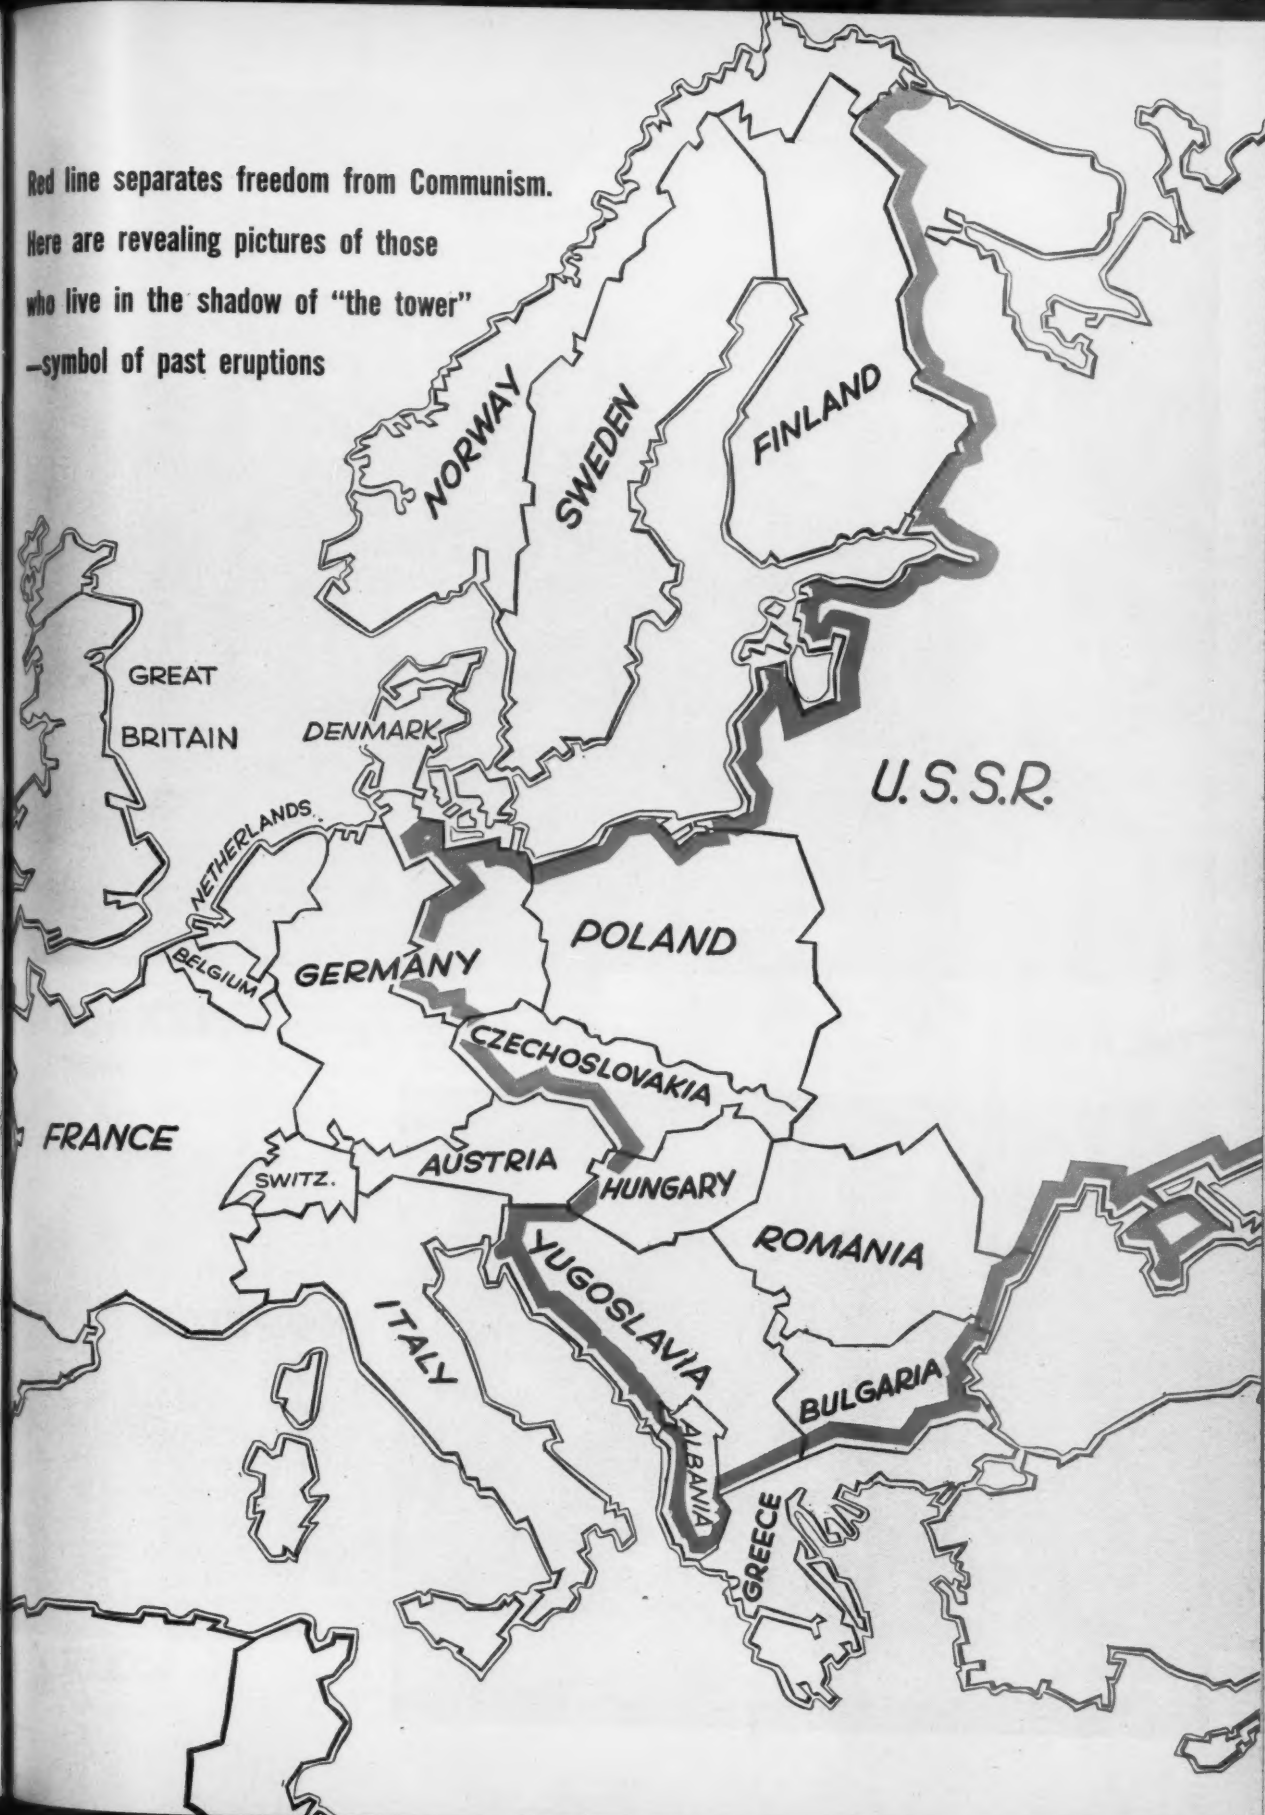 Red line separates freedom from Communism.
Here are revealing pictures of those
who live in the shadow of “the tower”
—symbol of past eruptions
NORWAY
SWEDEN
FINLAND
GREAT
BRITAIN
DENMARK
U.S.S.R.
NETHERLANDS
BELGIUM
GERMANY
POLAND
CZECHOSLOVAKIA
FRANCE
SWITZ.
AUSTRIA
HUNGARY
ROMANIA
YUGOSLAVIA
ITALY
BULGARIA
ALBANIA
GREECE